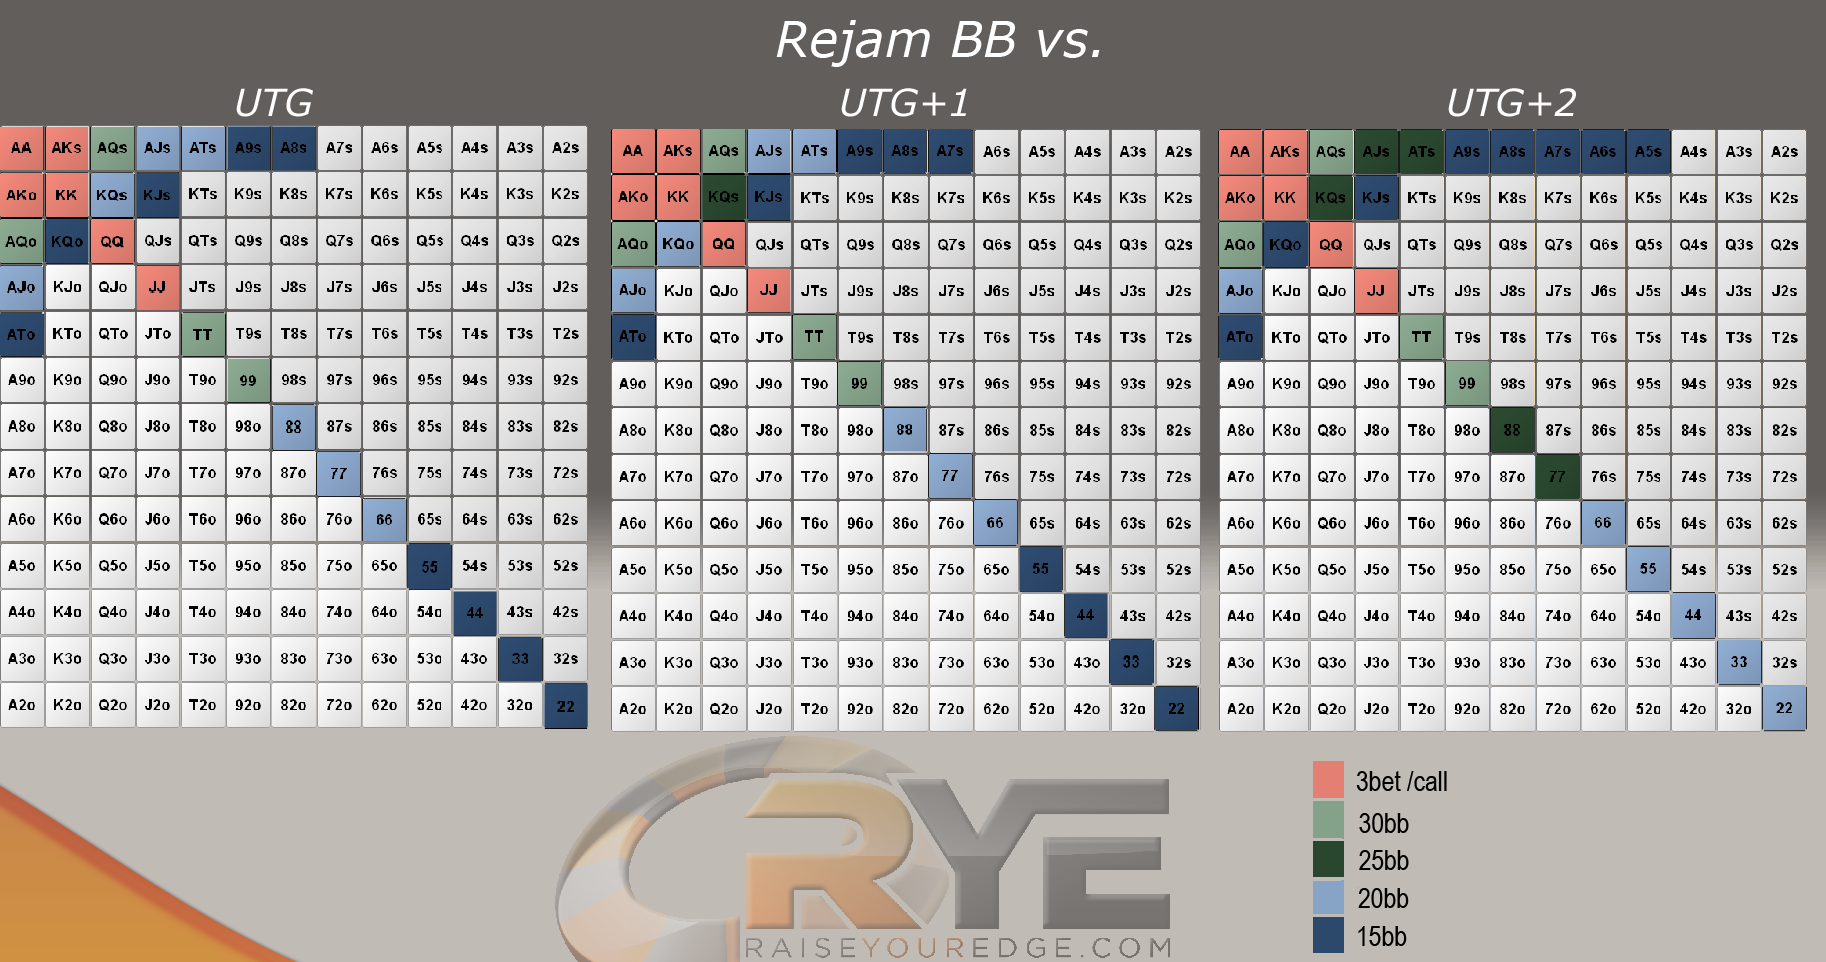 Rejam BB vs.
UTG
AA AKs AQs AJs ATs A9s A8s A7s A6s A5s A4s A3s A2s
AKo KK KQs KJs KTs K9s K8s K7s K6s K5s K4s K3s K2s
AQo KQo QQ QJs QTs Q9s Q8s Q7s Q6s Q5s Q4s Q3s Q2s
AJo KJo QJo JJ JTs J9s J8s J7s J6s J5s J4s J3s J2s
ATo KTo QTo JTo TT T9s T8s T7s T6s T5s T4s T3s T2s
A9o K9o Q9o J9o T9o 99 98s 97s 96s 95s 94s 93s 92s
A8o K8o Q8o J8o T8o 98o 88 87s 86s 85s 84s 83s 82s
A7o K7o Q7o J7o T7o 97o 87o 77 76s 75s 74s 73s 72s
A6o K6o Q6o J6o T6o 96o 86o 76o 66 65s 64s 63s 62s
A5o K5o Q5o J5o T5o 95o 85o 75o 65o 55 54s 53s 52s
A4o K4o Q4o J4o T4o 94o 84o 74o 64o 54o 44 43s 42s
A3o K3o Q3o J3o T3o 93o 83o 73o 63o 53o 43o 33 32s
A2o K2o Q2o J2o T2o 92o 82o 72o 62o 52o 42o 32o 22
UTG+1
AA AKs AQs AJs ATs A9s A8s A7s A6s A5s A4s A3s A2s
AKo KK KQs KJs KTs K9s K8s K7s K6s K5s K4s K3s K2s
AQo KQo QQ QJs QTs Q9s Q8s Q7s Q6s Q5s Q4s Q3s Q2s
AJo KJo QJo JJ JTs J9s J8s J7s J6s J5s J4s J3s J2s
ATo KTo QTo JTo TT T9s T8s T7s T6s T5s T4s T3s T2s
A9o K9o Q9o J9o T9o 99 98s 97s 96s 95s 94s 93s 92s
A8o K8o Q8o J8o T8o 98o 88 87s 86s 85s 84s 83s 82s
A7o K7o Q7o J7o T7o 97o 87o 77 76s 75s 74s 73s 72s
A6o K6o Q6o J6o T6o 96o 86o 76o 66 65s 64s 63s 62s
A5o K5o Q5o J5o T5o 95o 85o 75o 65o 55 54s 53s 52s
A4o K4o Q4o J4o T4o 94o 84o 74o 64o 54o 44 43s 42s
A3o K3o Q3o J3o T3o 93o 83o 73o 63o 53o 43o 33 32s
A2o K2o Q2o J2o T2o 92o 82o 72o 62o 52o 42o 32o 22
UTG+2
AA AKs AQs AJs ATs A9s A8s A7s A6s A5s A4s A3s A2s
AKo KK KQs KJs KTs K9s K8s K7s K6s K5s K4s K3s K2s
AQo KQo QQ QJs QTs Q9s Q8s Q7s Q6s Q5s Q4s Q3s Q2s
AJo KJo QJo JJ JTs J9s J8s J7s J6s J5s J4s J3s J2s
ATo KTo QTo JTo TT T9s T8s T7s T6s T5s T4s T3s T2s
A9o K9o Q9o J9o T9o 99 98s 97s 96s 95s 94s 93s 92s
A8o K8o Q8o J8o T8o 98o 88 87s 86s 85s 84s 83s 82s
A7o K7o Q7o J7o T7o 97o 87o 77 76s 75s 74s 73s 72s
A6o K6o Q6o J6o T6o 96o 86o 76o 66 65s 64s 63s 62s
A5o K5o Q5o J5o T5o 95o 85o 75o 65o 55 54s 53s 52s
A4o K4o Q4o J4o T4o 94o 84o 74o 64o 54o 44 43s 42s
A3o K3o Q3o J3o T3o 93o 83o 73o 63o 53o 43o 33 32s
A2o K2o Q2o J2o T2o 92o 82o 72o 62o 52o 42o 32o 22
RYE
RAISEYOUREDGE.COM
3bet /call
30bb
25bb
20bb
15bb